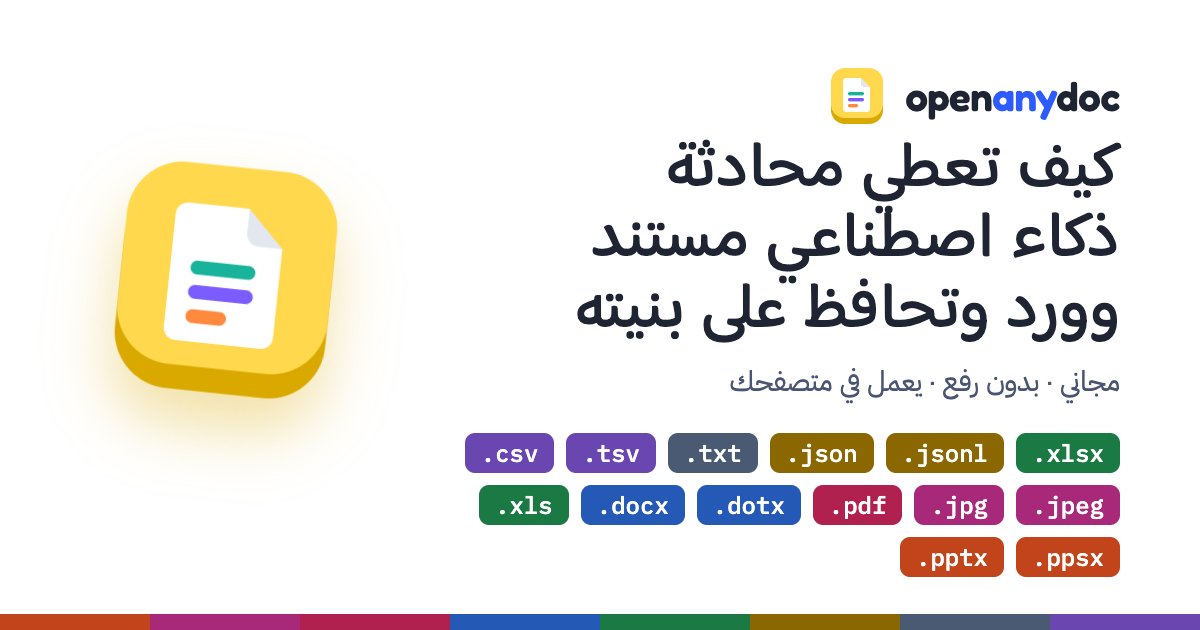 openanydoc
كيف تعطي محادثة
ذكاء اصطناعي مستند
وورد وتحافظ على بنيته
مجاني · بدون رفع · يعمل في متصفحك
.csv .tsv .txt .json .jsonl .xlsx
.xls .docx .dotx .pdf .jpg .jpeg
.pptx .ppsx